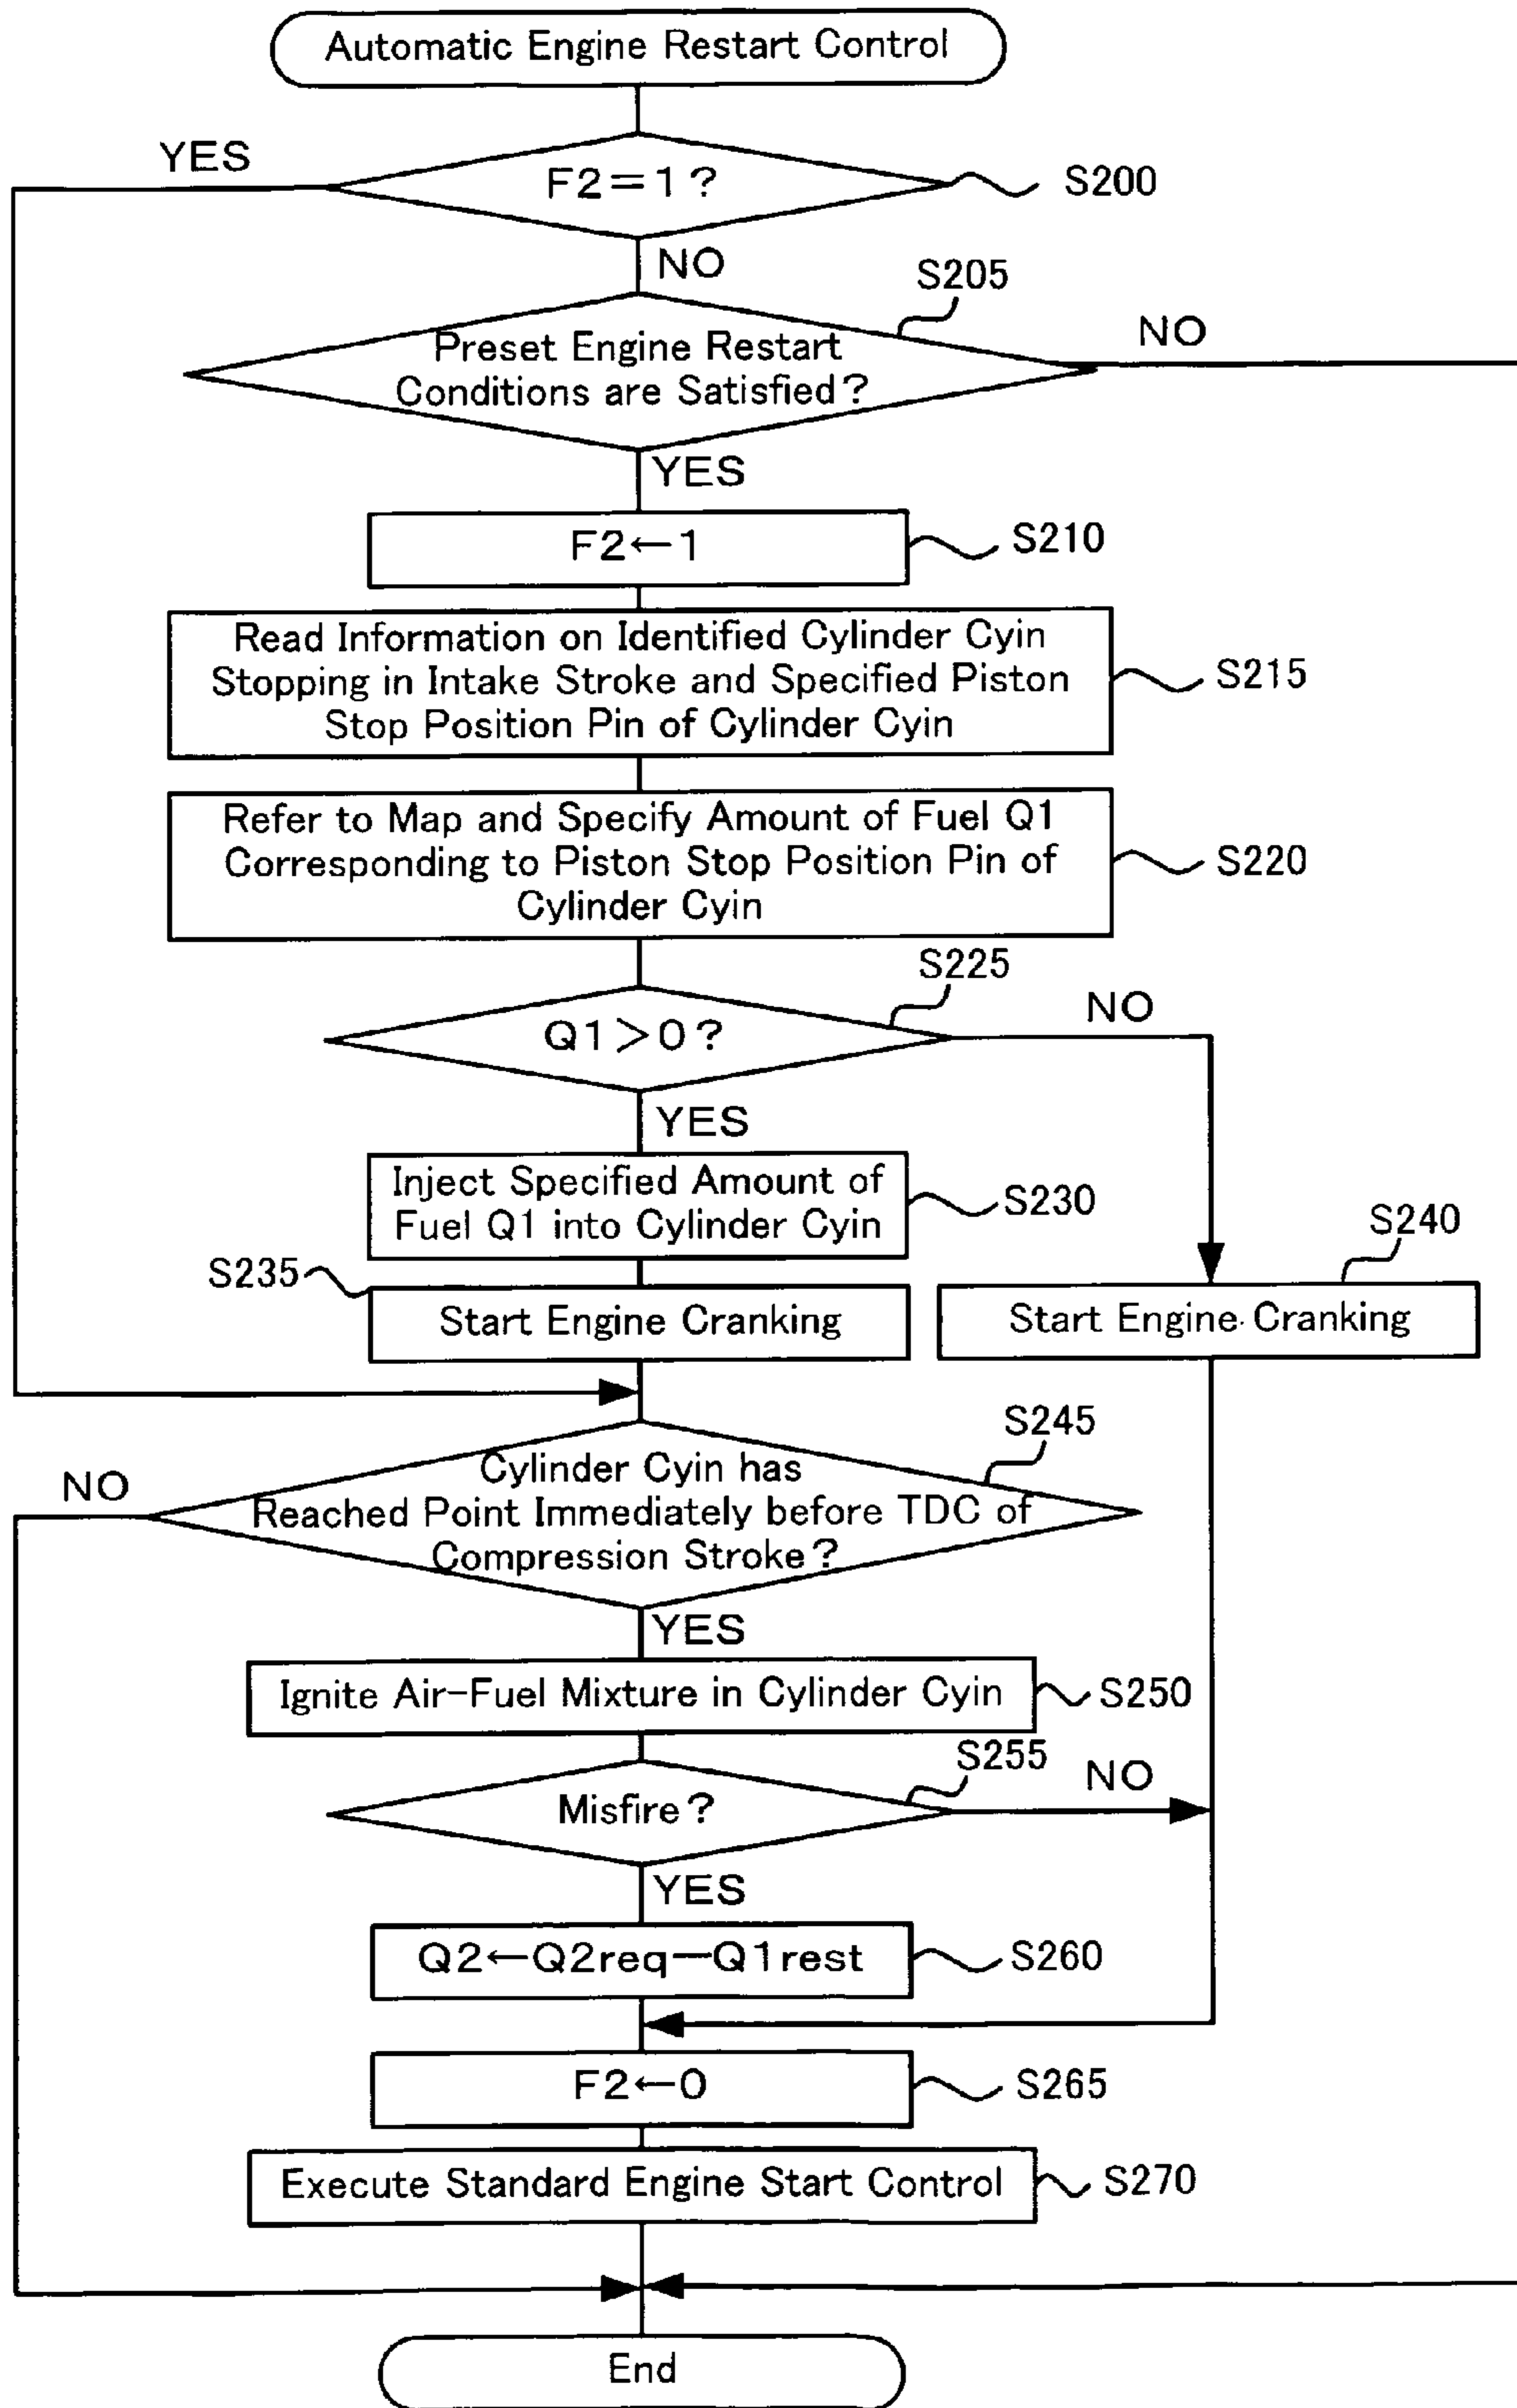 Automatic Engine Restart Control
YES
F2=1?
S200
NO
S205
Preset Engine Restart
Conditions are Satisfied?
NO
YES
F2←1
S210
Read Information on Identified Cylinder Cyin
Stopping in Intake Stroke and Specified Piston
Stop Position Pin of Cylinder Cyin
S215
Refer to Map and Specify Amount of Fuel Q1
Corresponding to Piston Stop Position Pin of
Cylinder Cyin
S220
S225
Q1>0?
NO
YES
Inject Specified Amount of
Fuel Q1 into Cylinder Cyin
S230
S240
S235
Start Engine Cranking
Start Engine Cranking
S245
NO
Cylinder Cyin has
Reached Point Immediately before TDC of
Compression Stroke?
YES
Ignite Air-Fuel Mixture in Cylinder Cyin
S250
S255
NO
Misfire?
YES
Q2←Q2req－Q1rest
S260
F2←0
S265
Execute Standard Engine Start Control
S270
End